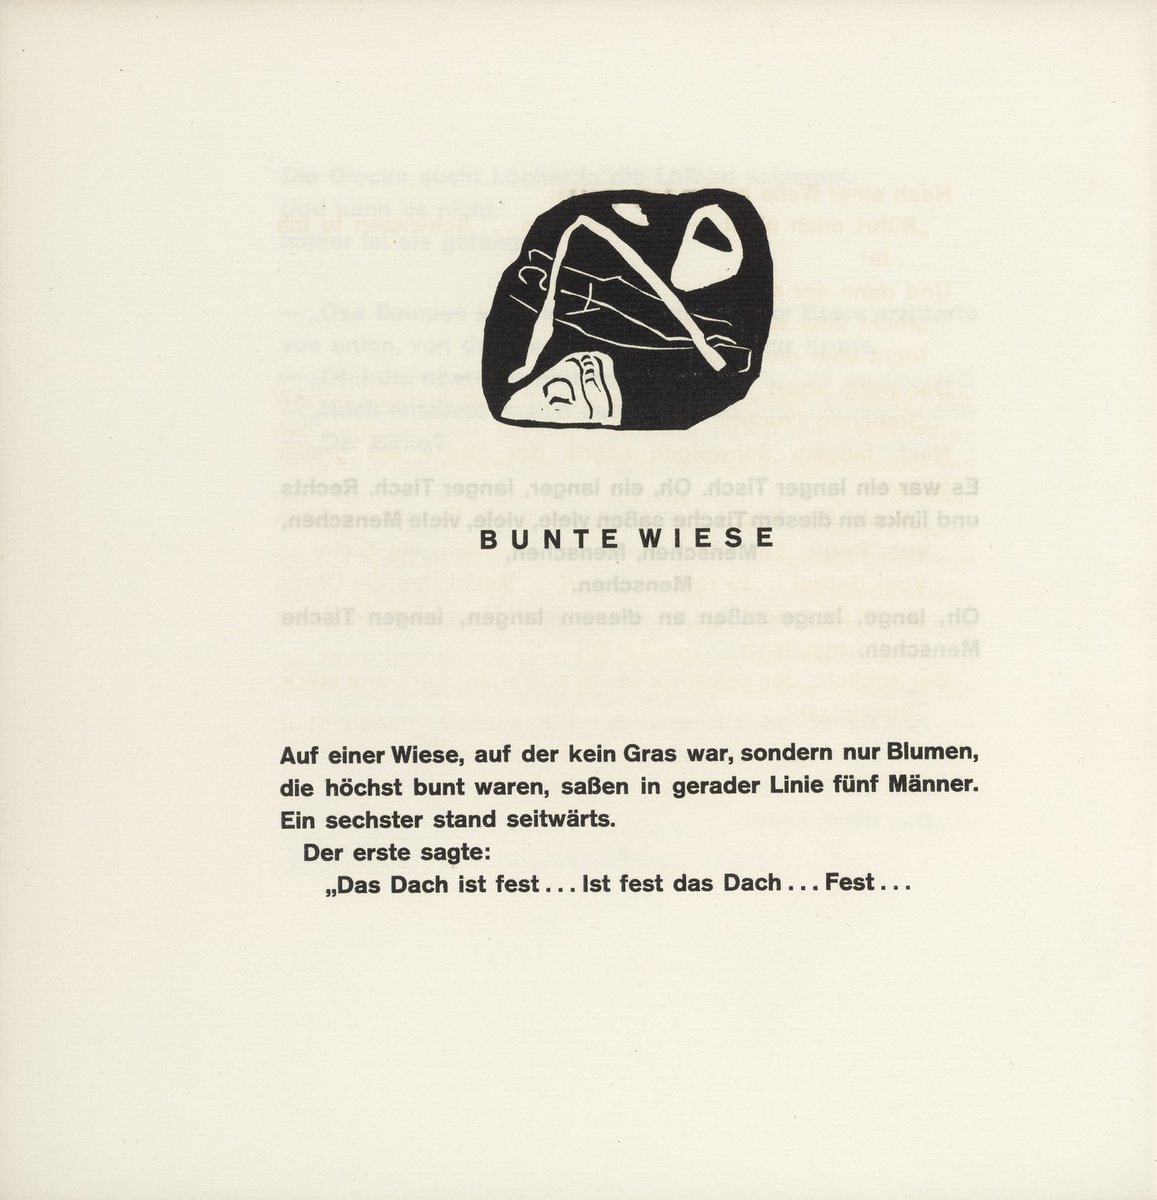 BUNTE WIESE
Auf einer Wiese, auf der kein Gras war, sondern nur Blumen,
die höchst bunt waren, saßen in gerader Linie fünf Männer.
Ein sechster stand seitwärts.
Der erste sagte:
„Das Dach ist fest... Ist fest das Dach... Fest...